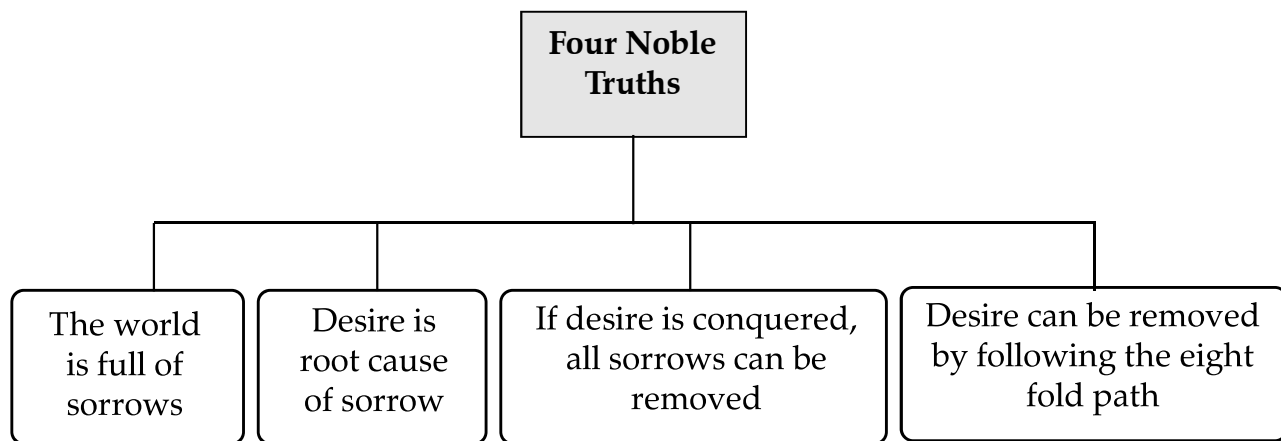 Four Noble
Truths
The world
is full of
sorrows
Desire is
root cause
of sorrow
If desire is conquered,
all sorrows can be
removed
Desire can be removed
by following the eight
fold path